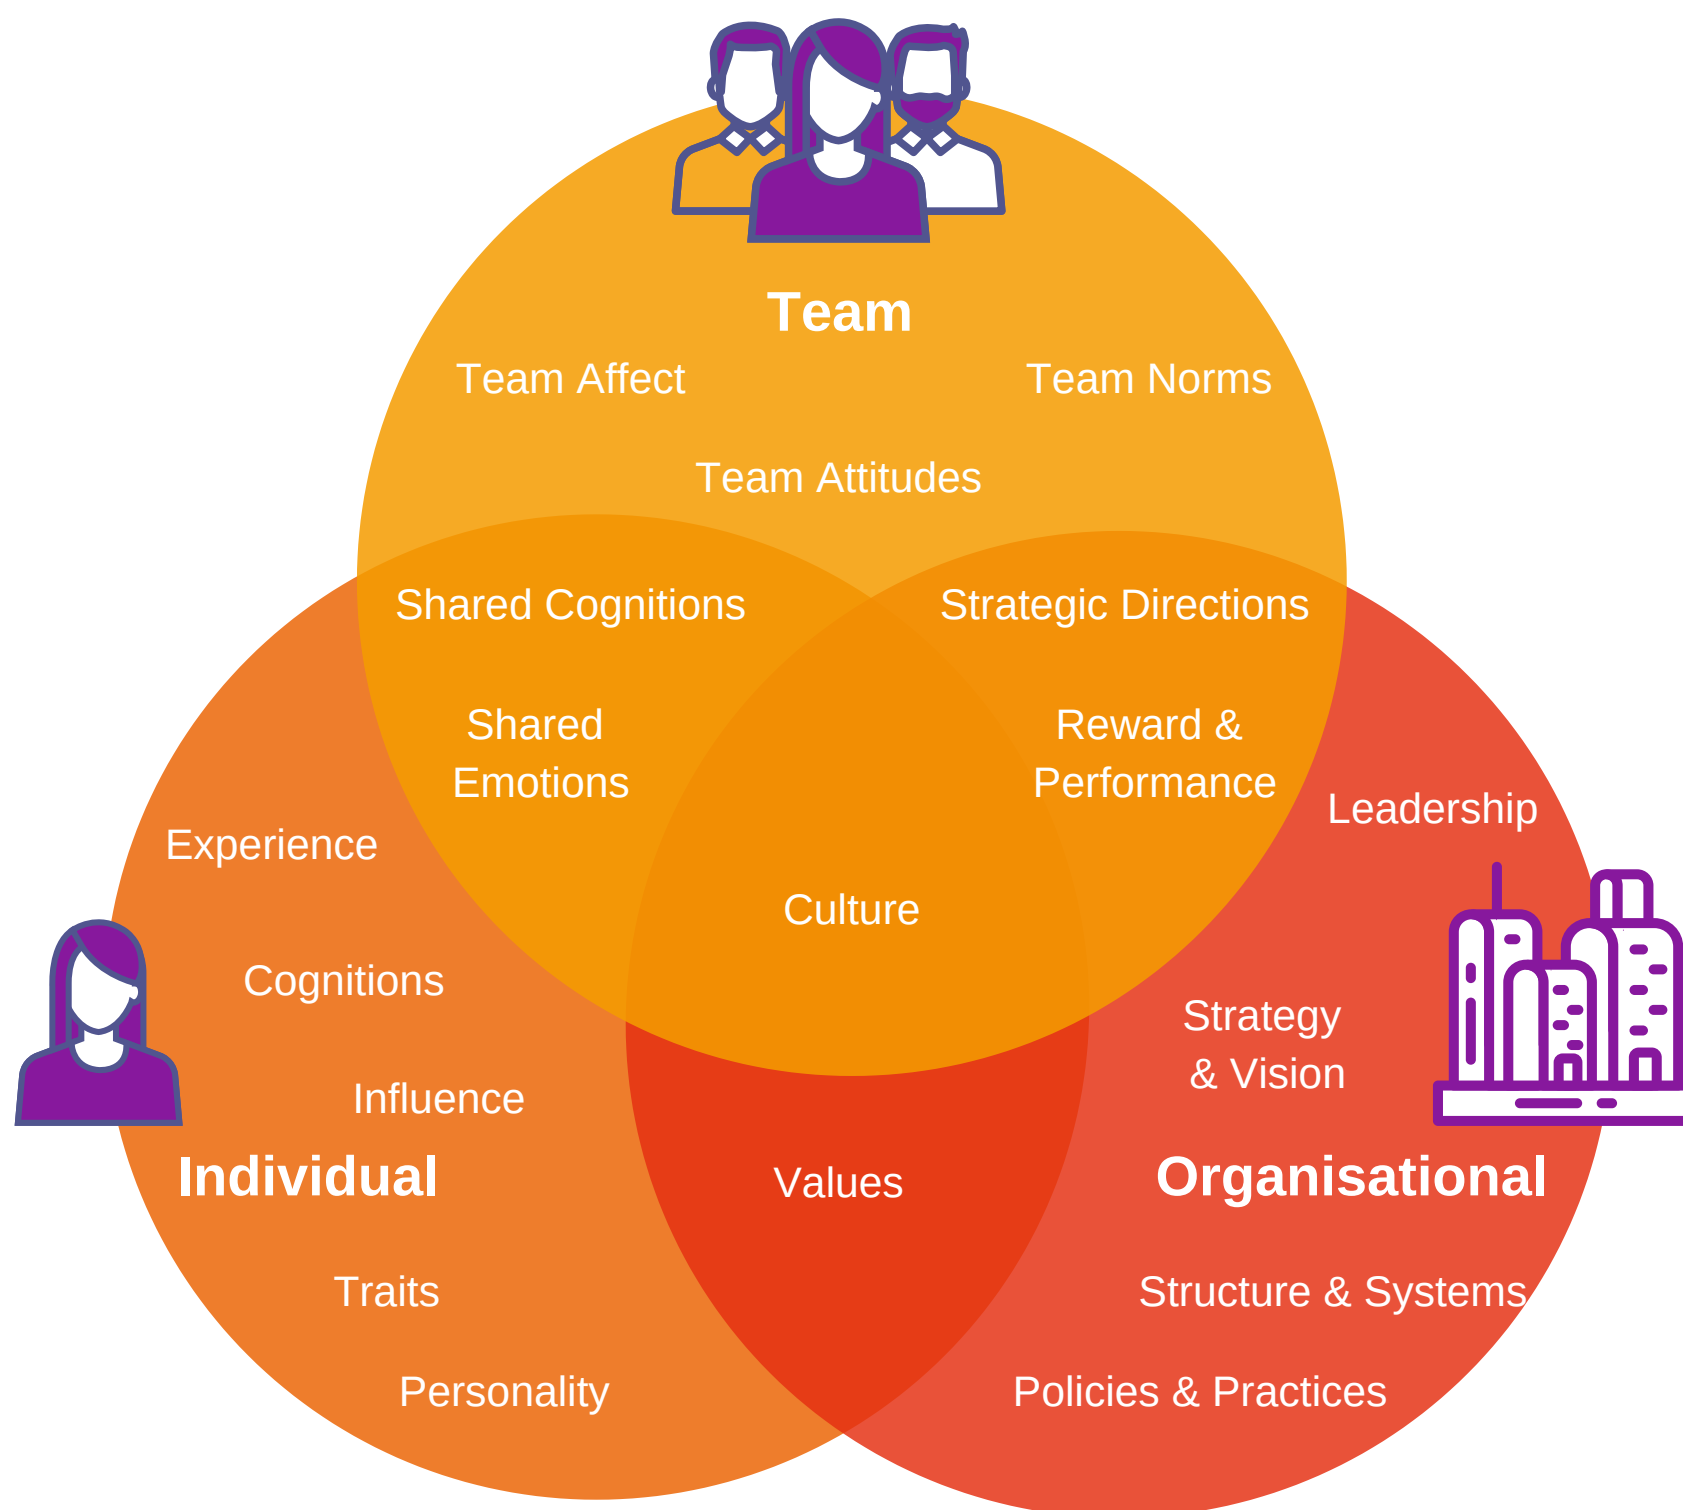 Team
Team Affect
Team Norms
Team Attitudes
Shared Cognitions
Strategic Directions
Shared
Emotions
Reward &
Performance
Leadership
Experience
Culture
Cognitions
Strategy
& Vision
Influence
Individual
Values
Organisational
Traits
Structure & Systems
Personality
Policies & Practices